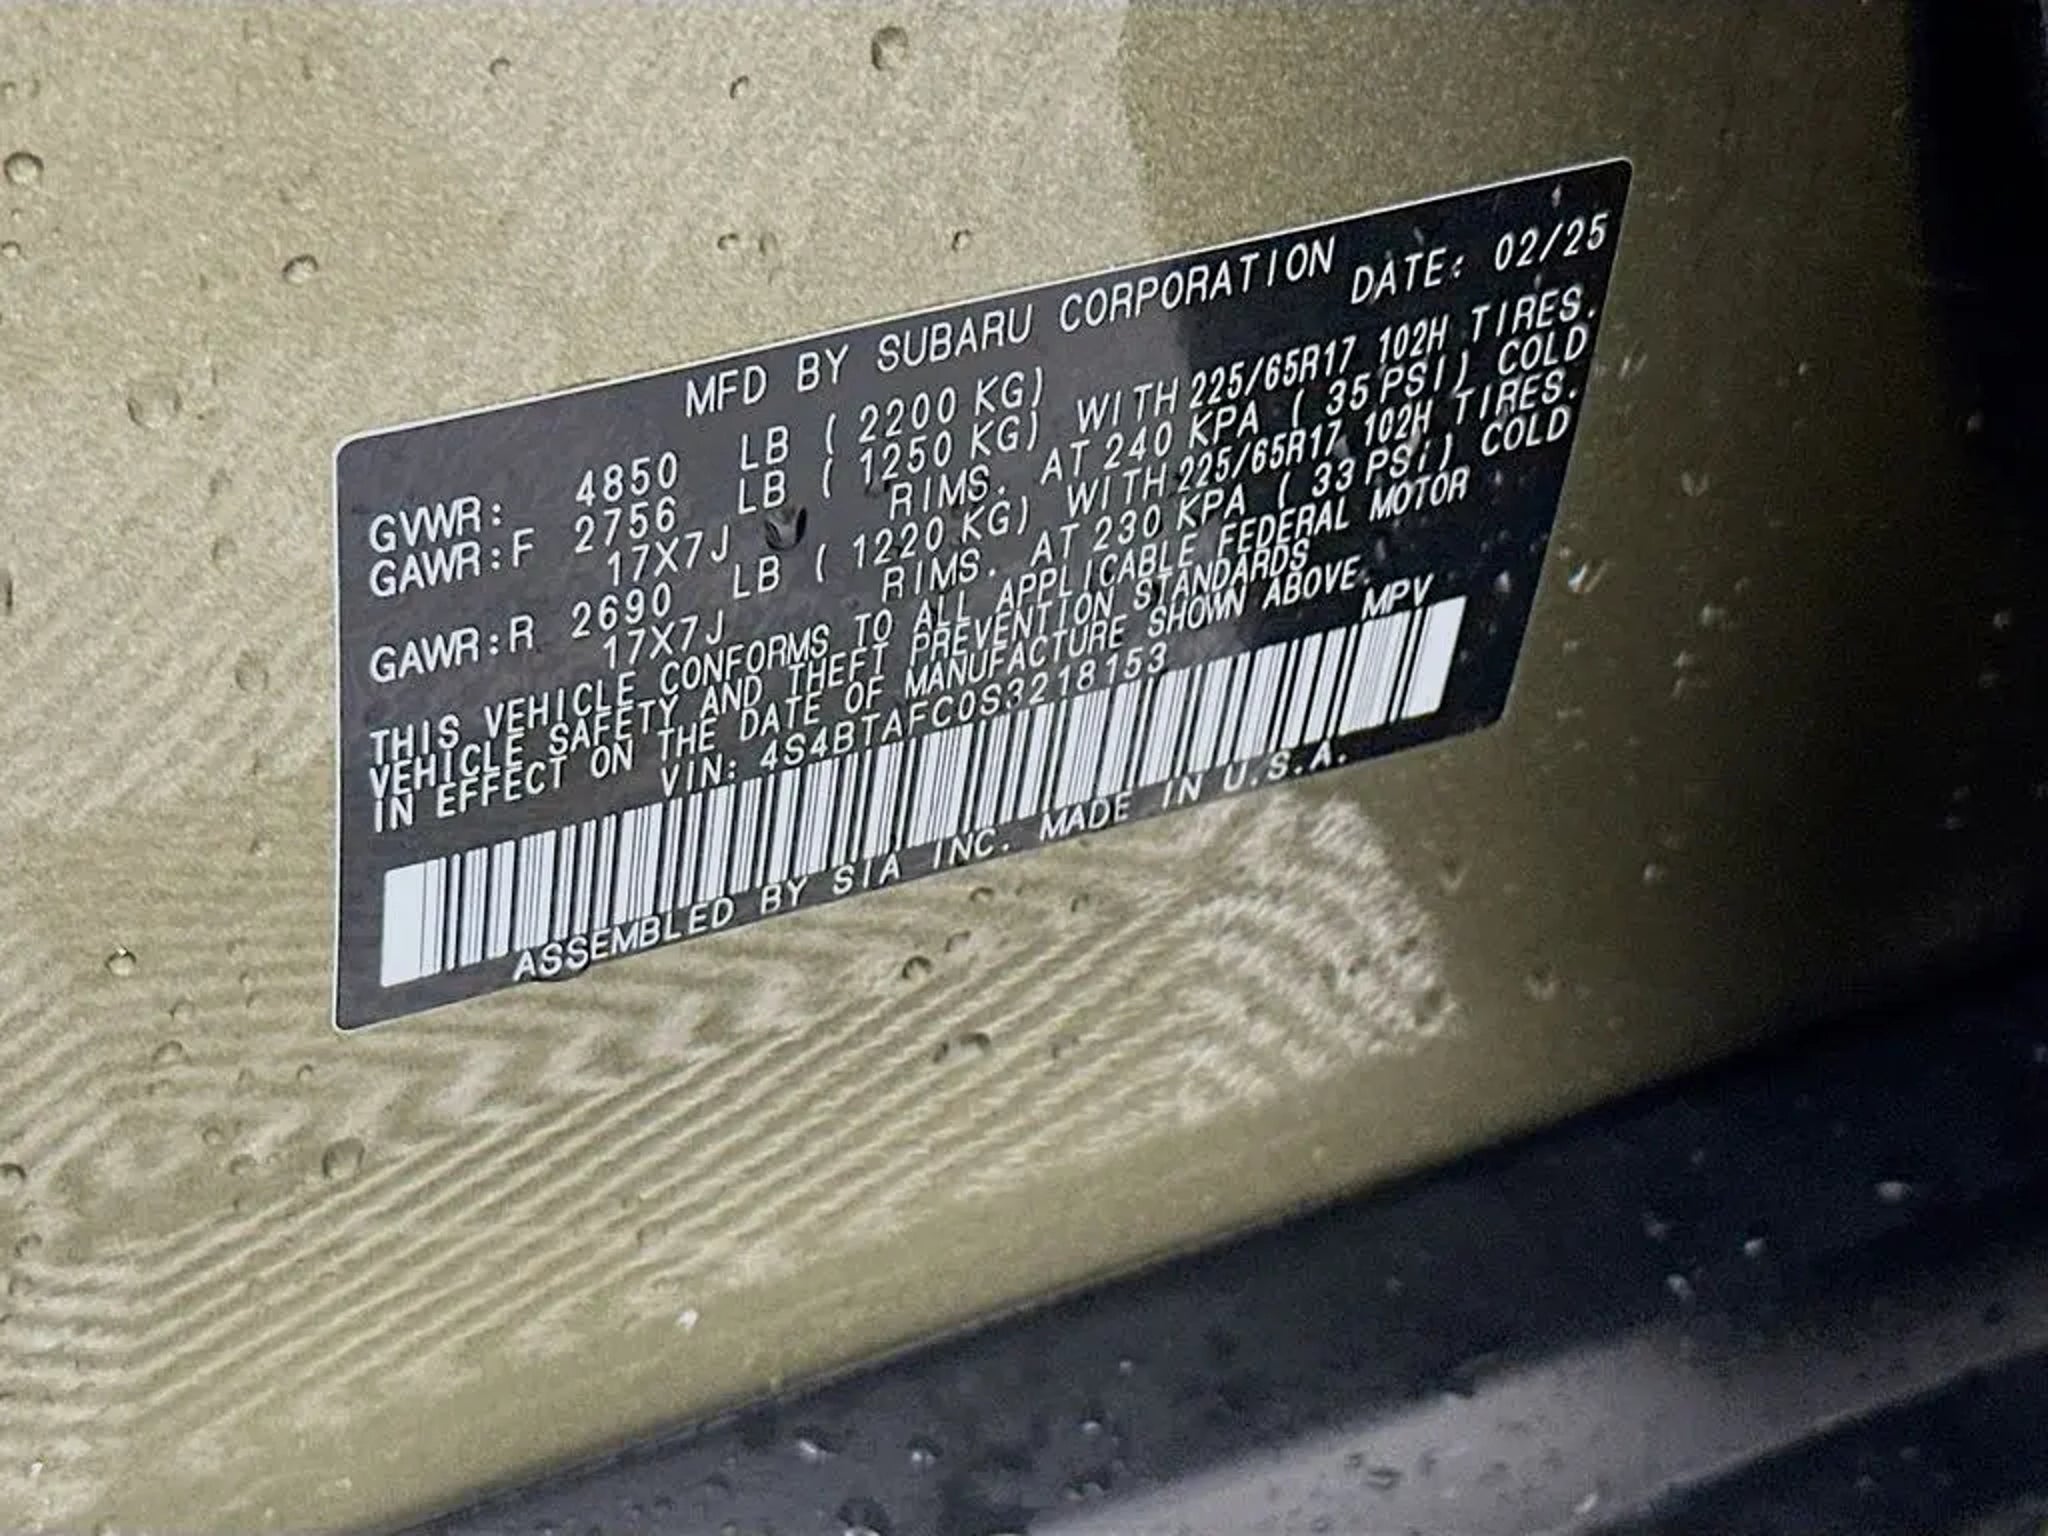 MFD BY SUBARU CORPORATION
DATE: 02/25
GVWR: 4850 LB ( 2200 KG)
GAWR:F 2756 LB ( 1250 KG) WITH 225/65R17 102H TIRES.
17X7J RIMS. AT 240 KPA ( 35 PSI) COLD
GAWR:R 2690 LB ( 1220 KG) WITH 225/65R17 102H TIRES.
17X7J RIMS. AT 230 KPA ( 33 PSI) COLD
THIS VEHICLE CONFORMS TO ALL APPLICABLE FEDERAL MOTOR
VEHICLE SAFETY AND THEFT PREVENTION STANDARDS
IN EFFECT ON THE DATE OF MANUFACTURE SHOWN ABOVE.
VIN: 4S4BTAFC0S3218153 MPV
ASSEMBLED BY SIA INC. MADE IN U.S.A.